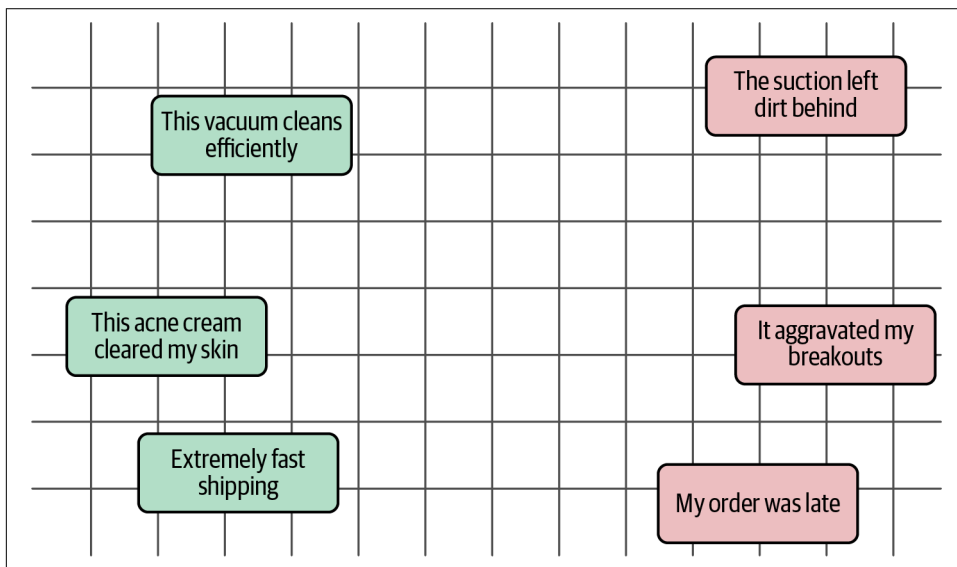 The suction left
dirt behind
This vacuum cleans
efficiently
This acne cream
cleared my skin
It aggravated my
breakouts
Extremely fast
shipping
My order was late